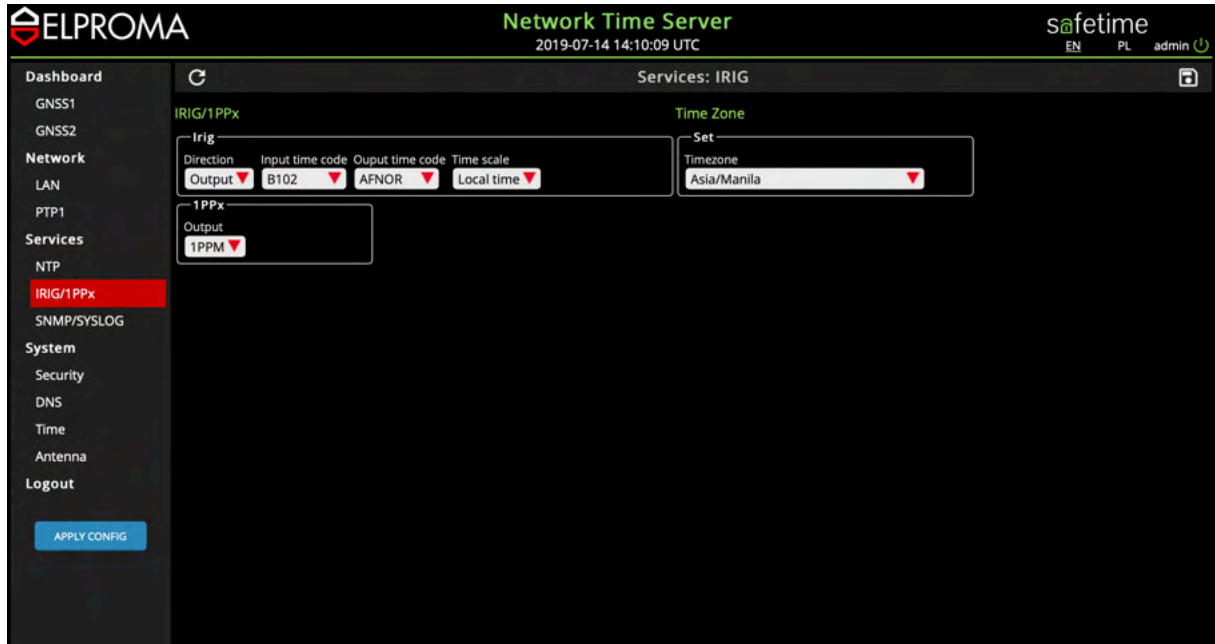 ELPROMA
Network Time Server
2019-07-14 14:10:09 UTC
safetime
EN PL admin
Dashboard
GNSS1
GNSS2
Network
LAN
PTP1
Services
NTP
IRIG/1PPx
SNMP/SYSLOG
System
Security
DNS
Time
Antenna
Logout
APPLY CONFIG
Services: IRIG
IRIG/1PPx
Irig
Direction Input time code Ouput time code Time scale
Output B102 AFNOR Local time
1PPx
Output
1PPM
Time Zone
Set
Timezone
Asia/Manila